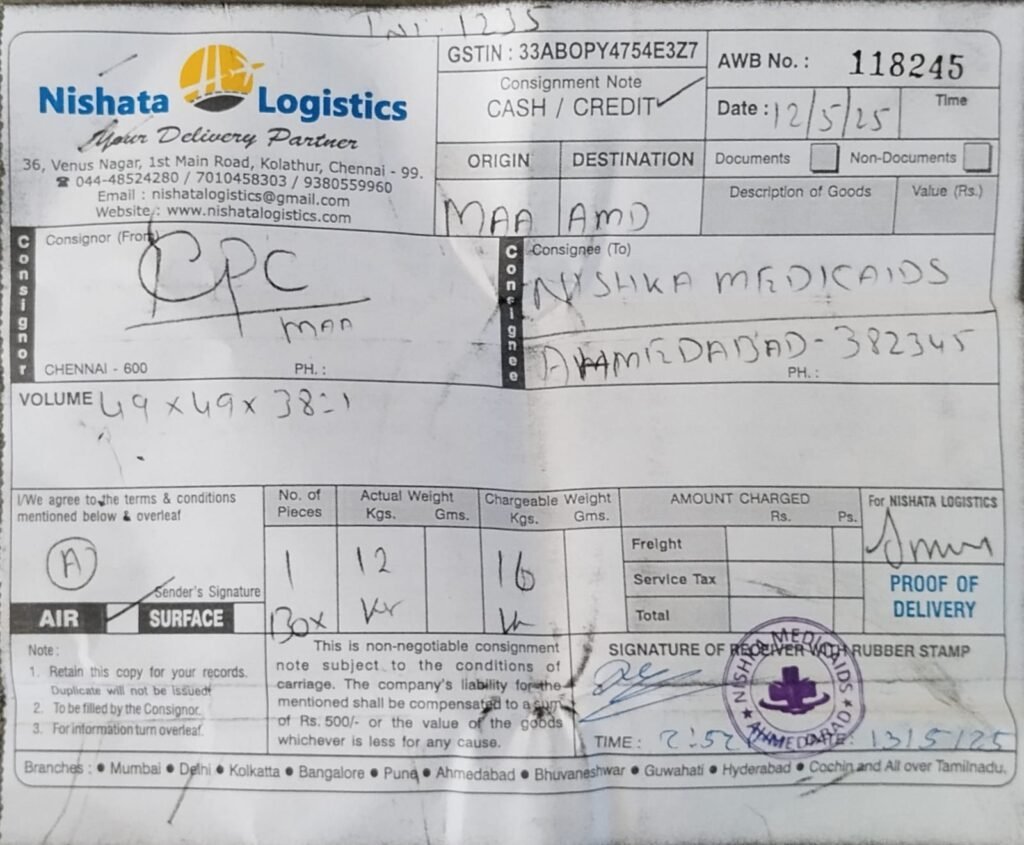 Inv. 1235
Nishata Logistics
Your Delivery Partner
36, Venus Nagar, 1st Main Road, Kolathur, Chennai - 99.
☎ 044-48524280 / 7010458303 / 9380559960
Email : nishatalogistics@gmail.com
Website : www.nishatalogistics.com
GSTIN : 33ABOPY4754E3Z7
Consignment Note
CASH / CREDIT ✓
AWB No. : 118245
Date : 12/5/25 Time
ORIGIN DESTINATION
MAA AMD
Documents Non-Documents
Description of Goods Value (Rs.)
Consignor
Consignor (From)
CPC
MAA
CHENNAI - 600 PH. :
Consignee
Consignee (To)
NISHKA MEDICAIDS
AHMEDABAD - 382345
PH. :
VOLUME 49 x 49 x 38 = 1
I/We agree to the terms & conditions
mentioned below & overleaf
A
Sender's Signature
AIR ✓ SURFACE
No. of Pieces
1
Box
Actual Weight
Kgs. Gms.
12
Chargeable Weight
Kgs. Gms.
16
AMOUNT CHARGED
Rs. Ps.
Freight
Service Tax
Total
For NISHATA LOGISTICS
PROOF OF
DELIVERY
Note :
1. Retain this copy for your records.
Duplicate will not be issued!
2. To be filled by the Consignor.
3. For information turn overleaf.
This is non-negotiable consignment
note subject to the conditions of
carriage. The company's liability for the
mentioned shall be compensated to a sum
of Rs. 500/- or the value of the goods
whichever is less for any cause.
SIGNATURE OF RECEIVER WITH RUBBER STAMP
NISHKA MEDICAIDS
★ AHMEDABAD ★
TIME : 2:52 DATE : 13/5/25
Branches : • Mumbai • Delhi • Kolkatta • Bangalore • Pune • Ahmedabad • Bhuvaneshwar • Guwahati • Hyderabad • Cochin and All over Tamilnadu.